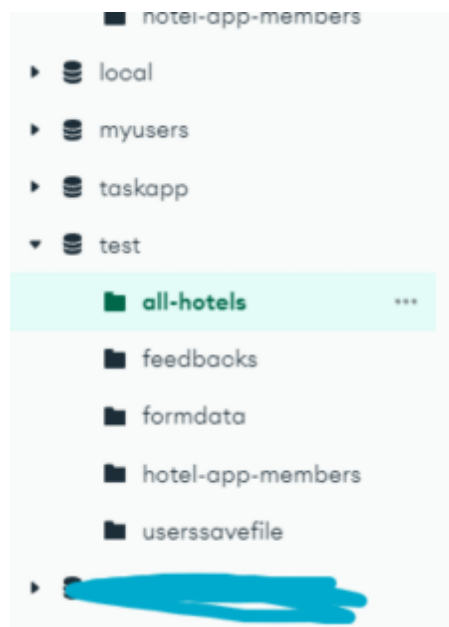 hotel-app-members
local
myusers
taskapp
test
all-hotels
feedbacks
formdata
hotel-app-members
userssavefile